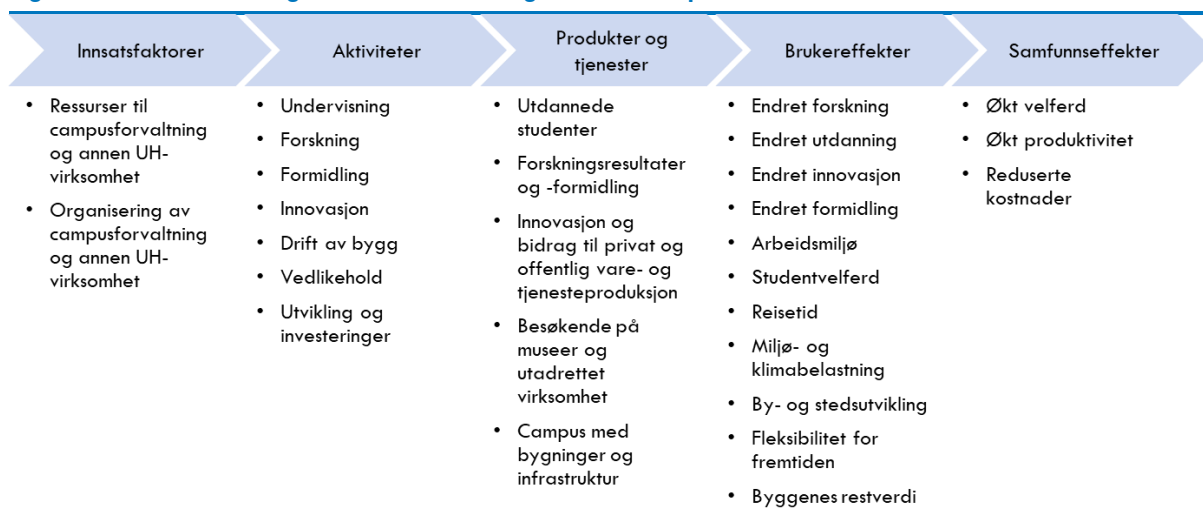 Innsatsfaktorer
Aktiviteter
Produkter og
tjenester
Brukereffekter
Samfunnseffekter
• Ressurser til
campusforvaltning
og annen UH-
virksomhet
• Organisering av
campusforvaltning
og annen UH-
virksomhet
• Undervisning
• Forskning
• Formidling
• Innovasjon
• Drift av bygg
• Vedlikehold
• Utvikling og
investeringer
• Utdannede
studenter
• Forskningsresultater
og -formidling
• Innovasjon og
bidrag til privat og
offentlig vare- og
tjenesteproduksjon
• Besøkende på
museer og
utadrettet
virksomhet
• Campus med
bygninger og
infrastruktur
• Endret forskning
• Endret utdanning
• Endret innovasjon
• Endret formidling
• Arbeidsmiljø
• Studentvelferd
• Reisetid
• Miljø- og
klimabelastning
• By- og stedsutvikling
• Fleksibilitet for
fremtiden
• Byggenes restverdi
• Økt velferd
• Økt produktivitet
• Reduserte
kostnader